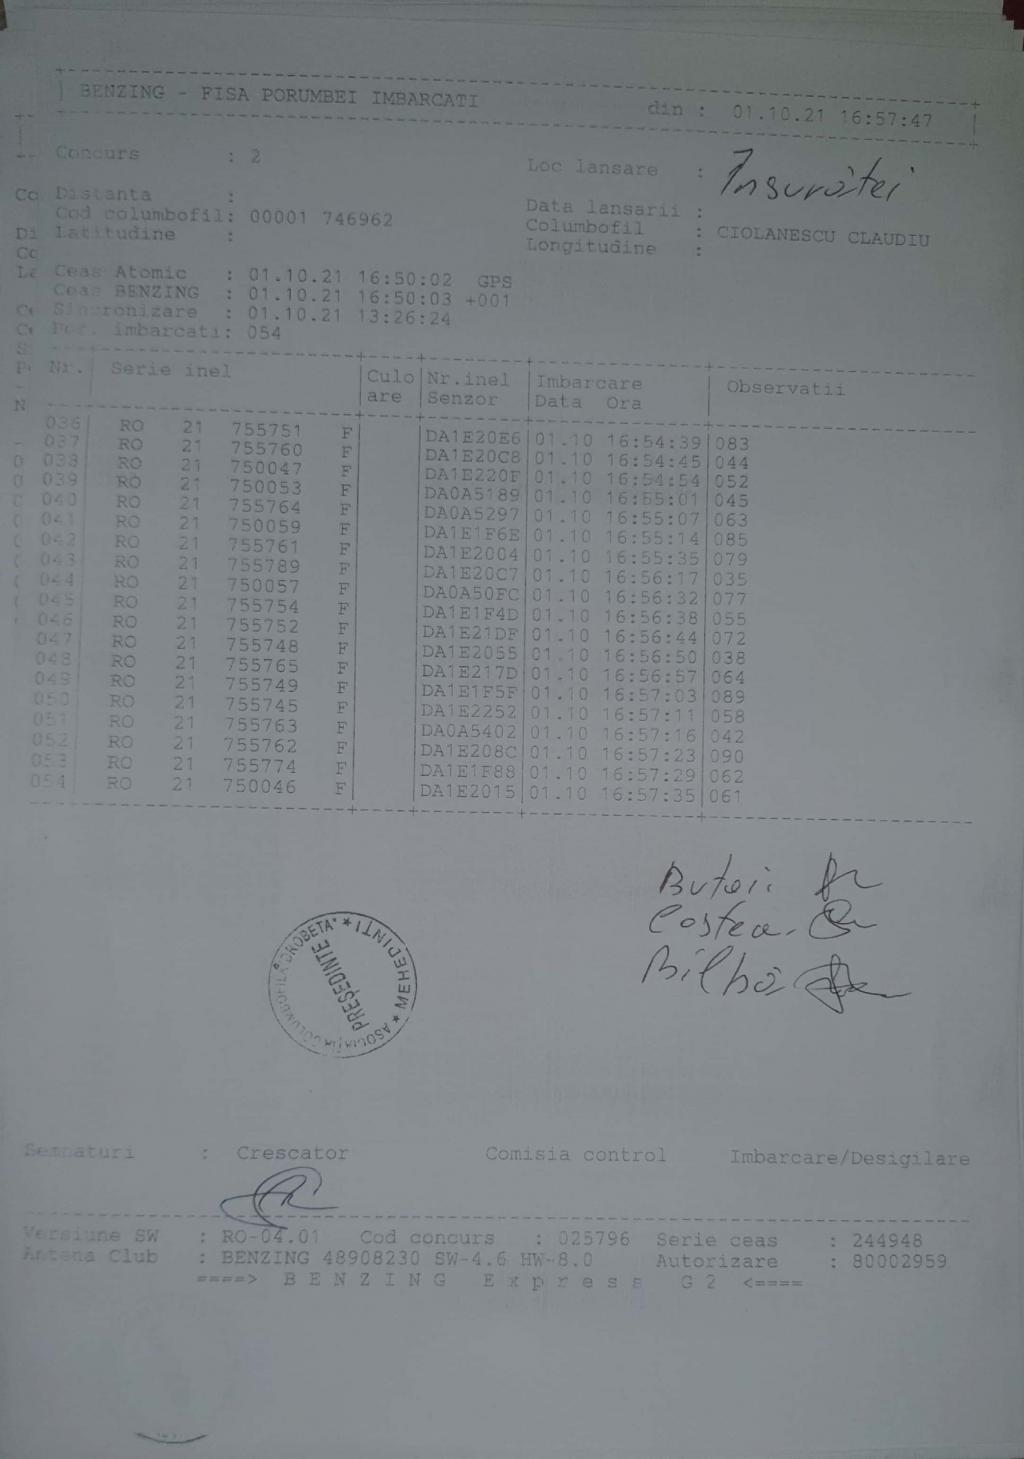 BENZING - FISA PORUMBEI IMBARCATI din : 01.10.21 16:57:47
Concurs : 2 Loc lansare : Însurăței
Distanta : Data lansarii :
Cod columbofil: 00001 746962 Columbofil : CIOLANESCU CLAUDIU
Latitudine : Longitudine :
Ceas Atomic : 01.10.21 16:50:02 GPS
Ceas BENZING : 01.10.21 16:50:03 +001
Sincronizare : 01.10.21 13:26:24
Por. imbarcati: 054
Nr. Serie inel Culo Nr.inel Imbarcare Observatii
are Senzor Data Ora
036 RO 21 755751 F DA1E20E6 01.10 16:54:39 083
037 RO 21 755760 F DA1E20C8 01.10 16:54:45 044
038 RO 21 750047 F DA1E220F 01.10 16:54:54 052
039 RO 21 750053 F DA0A5189 01.10 16:55:01 045
040 RO 21 755764 F DA0A5297 01.10 16:55:07 063
041 RO 21 750059 F DA1E1F6E 01.10 16:55:14 085
042 RO 21 755761 F DA1E2004 01.10 16:55:35 079
043 RO 21 755789 F DA1E20C7 01.10 16:56:17 035
044 RO 21 750057 F DA0A50FC 01.10 16:56:32 077
045 RO 21 755754 F DA1E1F4D 01.10 16:56:38 055
046 RO 21 755752 F DA1E21DF 01.10 16:56:44 072
047 RO 21 755748 F DA1E2055 01.10 16:56:50 038
048 RO 21 755765 F DA1E217D 01.10 16:56:57 064
049 RO 21 755749 F DA1E1F5F 01.10 16:57:03 089
050 RO 21 755745 F DA1E2252 01.10 16:57:11 058
051 RO 21 755763 F DA0A5402 01.10 16:57:16 042
052 RO 21 755762 F DA1E208C 01.10 16:57:23 090
053 RO 21 755774 F DA1E1F88 01.10 16:57:29 062
054 RO 21 750046 F DA1E2015 01.10 16:57:35 061
Butoi.
Costea.
Bilbă
ASOCIAȚIA COLUMBOFILĂ "DROBETA" * MEHEDINȚI *
PREȘEDINTE
Semnaturi : Crescator Comisia control Imbarcare/Desigilare
Versiune SW : RO-04.01 Cod concurs : 025796 Serie ceas : 244948
Antena Club : BENZING 48908230 SW-4.6 HW-8.0 Autorizare : 80002959
====> B E N Z I N G E x p r e s s G 2 <====